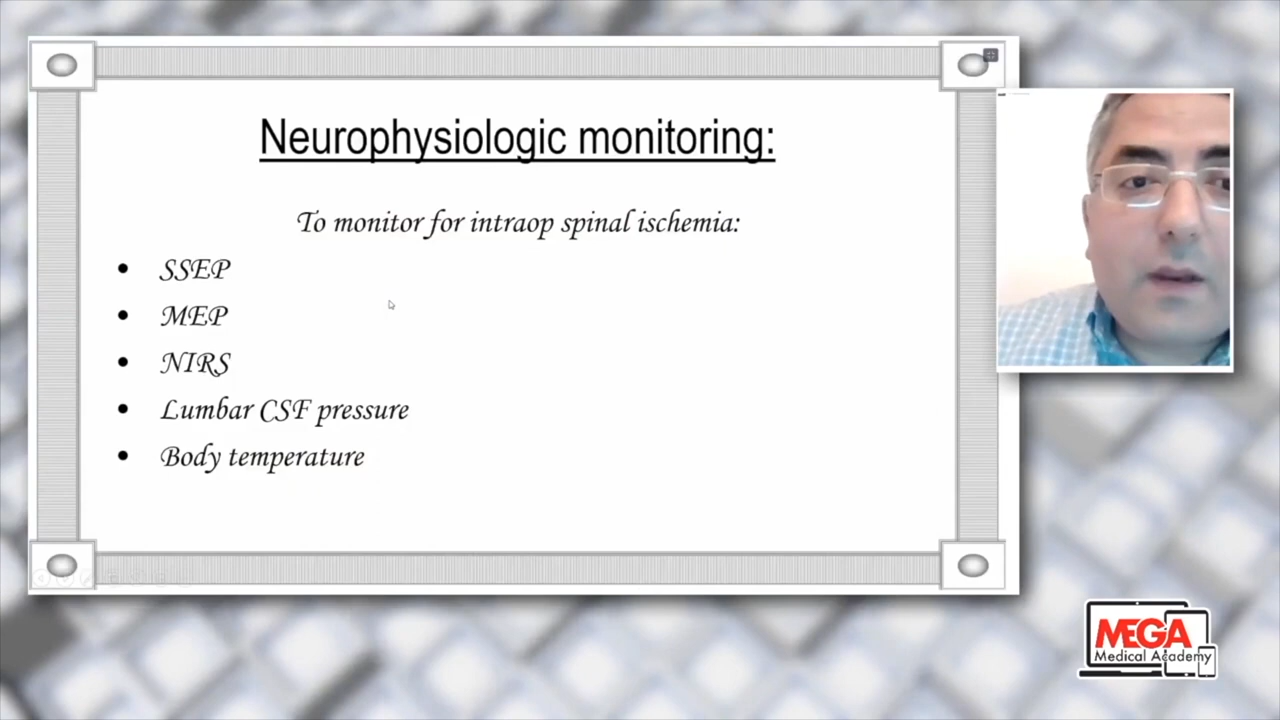 Neurophysiologic monitoring:
To monitor for intraop spinal ischemia:
• SSEP
• MEP
• NIRS
• Lumbar CSF pressure
• Body temperature
MEGA
Medical Academy